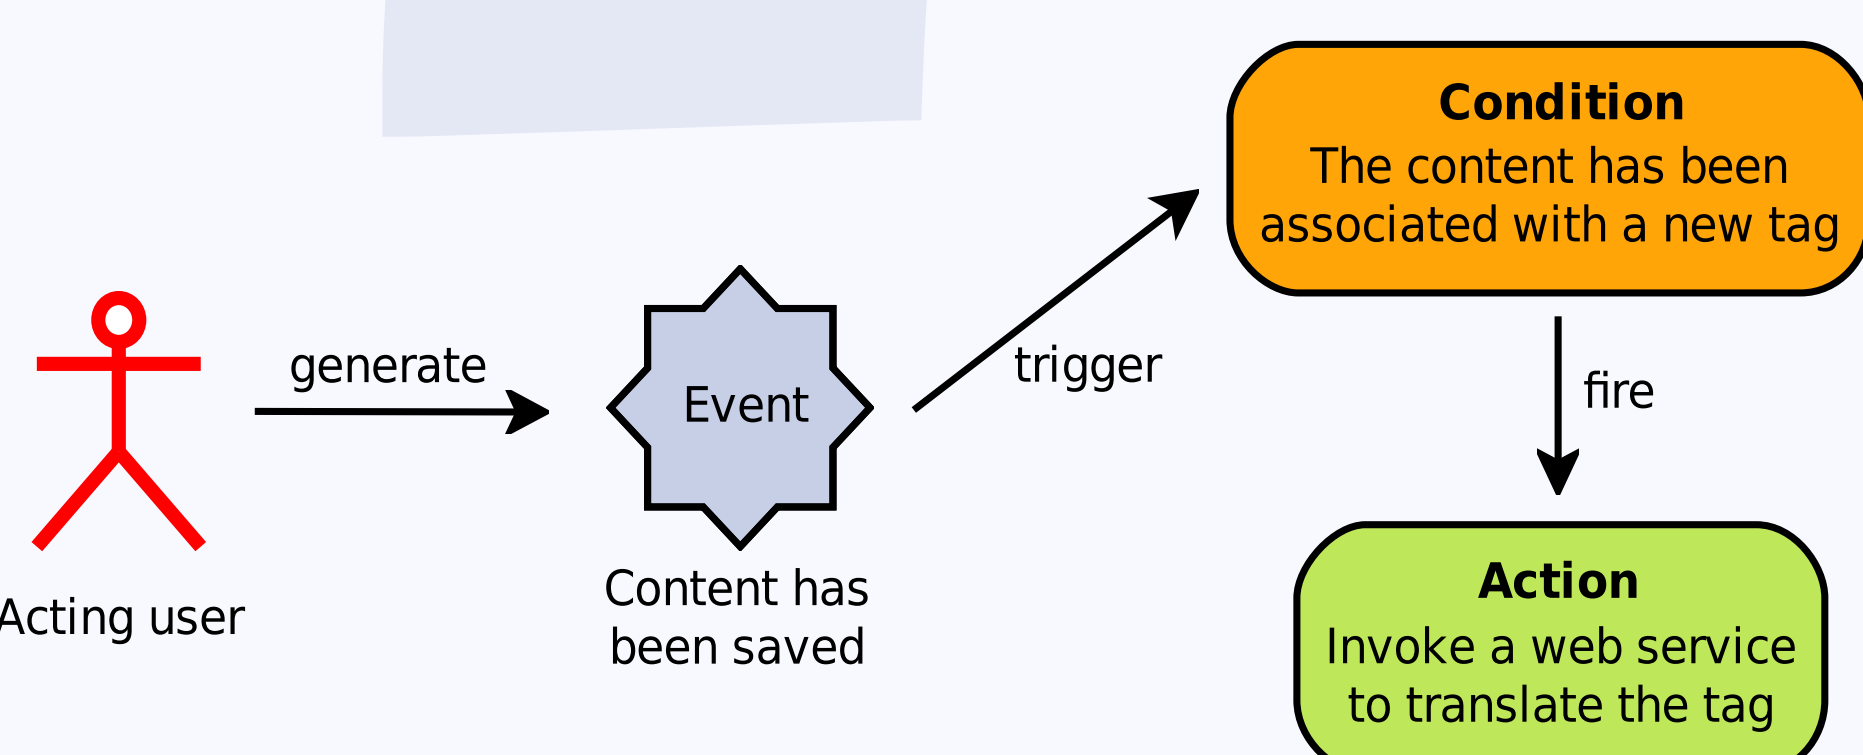 Condition
The content has been
associated with a new tag
generate
trigger
fire
Event
Acting user
Content has
been saved
Action
Invoke a web service
to translate the tag